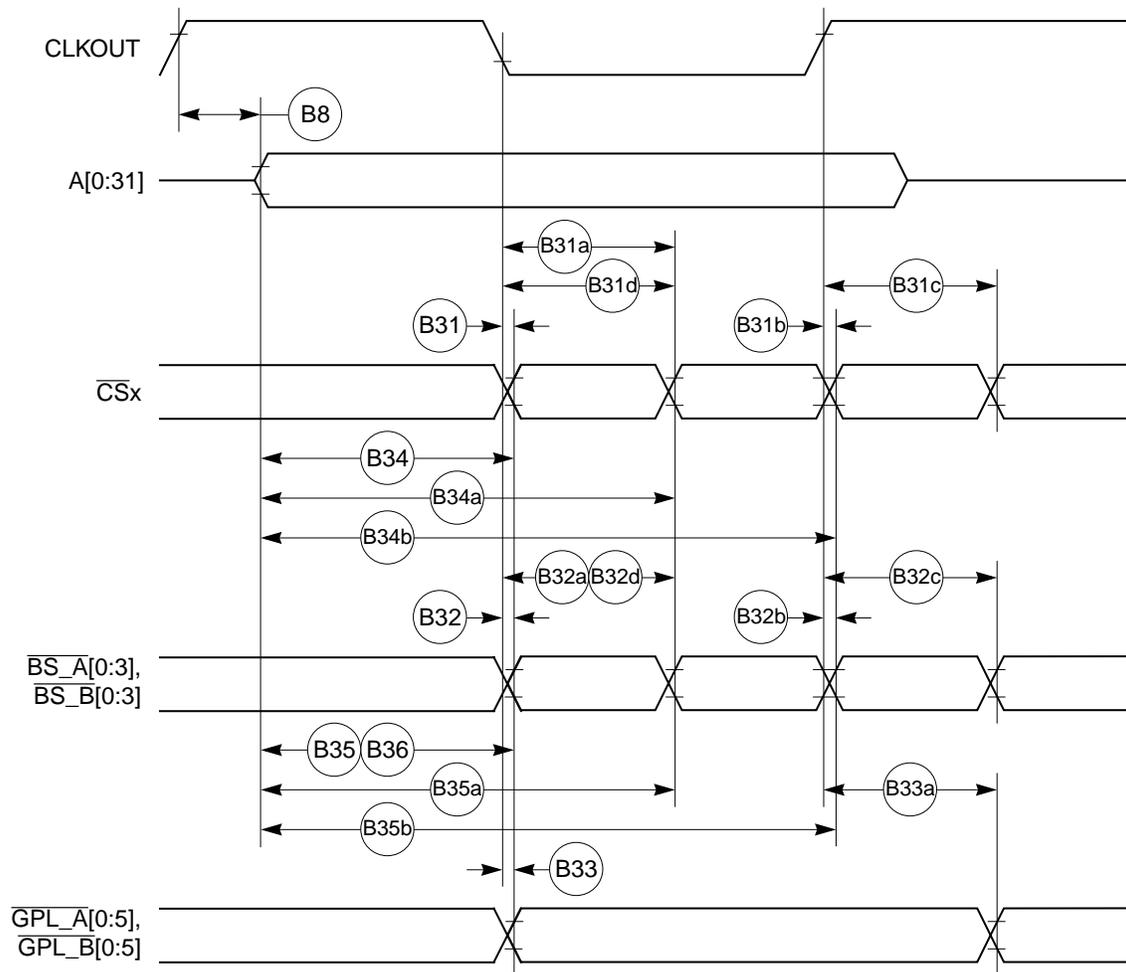 CLKOUT
B8
A[0:31]
B31a
B31d
B31c
B31
B31b
CSx
B34
B34a
B34b
B32a B32d
B32c
B32
B32b
BS_A[0:3],
BS_B[0:3]
B35 B36
B35a
B33a
B35b
B33
GPL_A[0:5],
GPL_B[0:5]